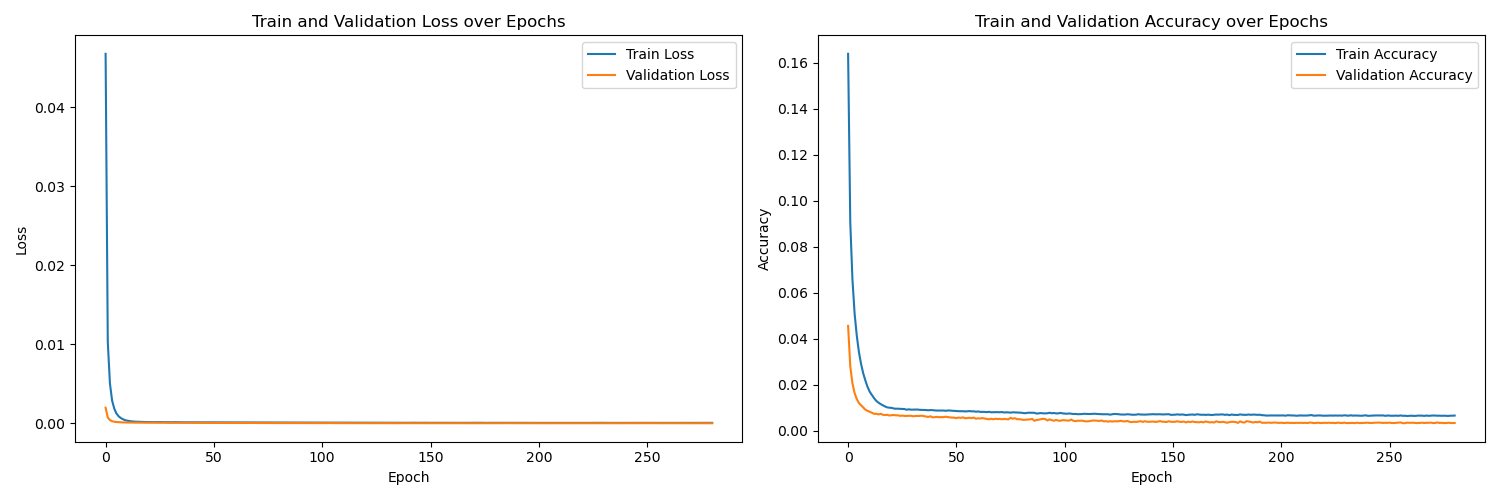 Train and Validation Loss over Epochs
Train Loss
Validation Loss
0.04
0.03
0.02
0.01
0.00
Loss
0 50 100 150 200 250
Epoch
Train and Validation Accuracy over Epochs
Train Accuracy
Validation Accuracy
0.16
0.14
0.12
0.10
0.08
0.06
0.04
0.02
0.00
Accuracy
0 50 100 150 200 250
Epoch